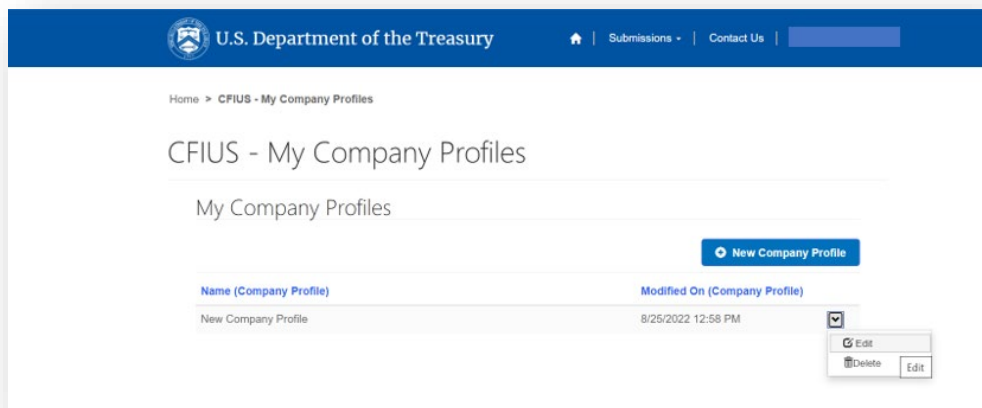 U.S. Department of the Treasury
Submissions - | Contact Us |
Home > CFIUS - My Company Profiles
CFIUS - My Company Profiles
My Company Profiles
New Company Profile
Name (Company Profile) Modified On (Company Profile)
New Company Profile 8/25/2022 12:58 PM
Edit
Delete
Edit